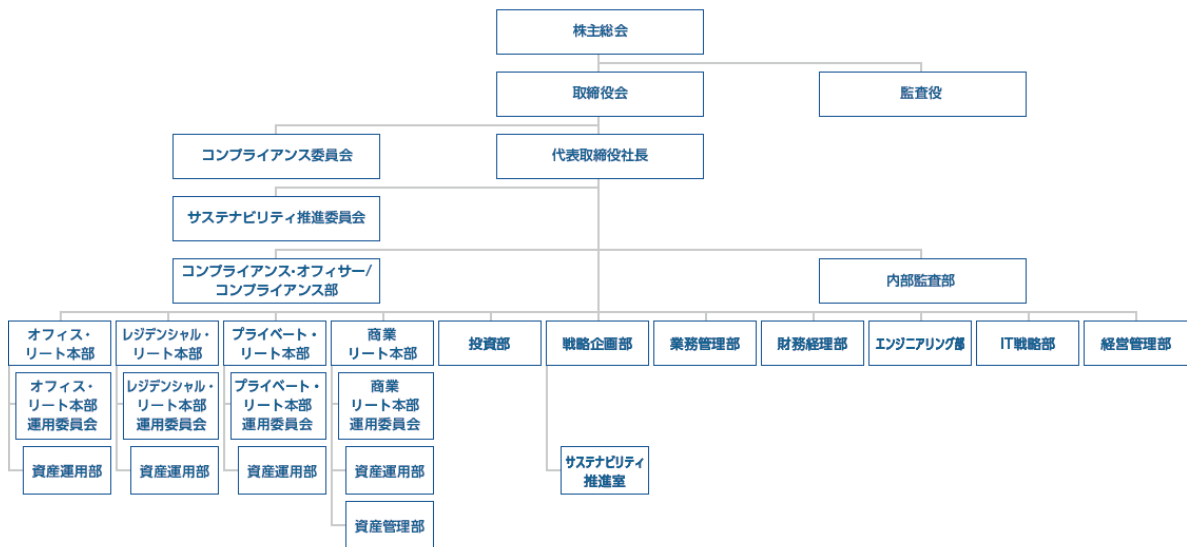 株主総会
取締役会
監査役
コンプライアンス委員会
代表取締役社長
サステナビリティ推進委員会
コンプライアンス・オフィサー/
コンプライアンス部
内部監査部
オフィス・
リート本部
レジデンシャル・
リート本部
プライベート・
リート本部
商業
リート本部
投資部
戦略企画部
業務管理部
財務経理部
エンジニアリング部
IT戦略部
経営管理部
オフィス・
リート本部
運用委員会
レジデンシャル・
リート本部
運用委員会
プライベート・
リート本部
運用委員会
商業
リート本部
運用委員会
資産運用部
資産運用部
資産運用部
資産運用部
サステナビリティ
推進室
資産管理部